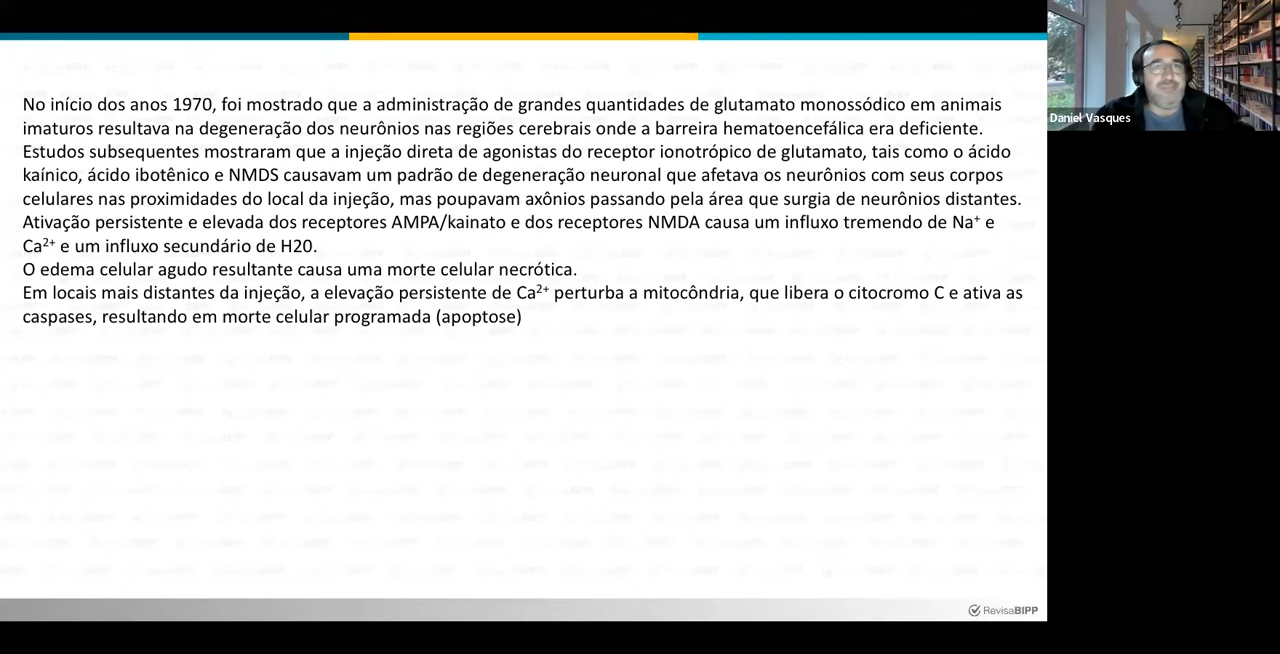 No início dos anos 1970, foi mostrado que a administração de grandes quantidades de glutamato monossódico em animais
imaturos resultava na degeneração dos neurônios nas regiões cerebrais onde a barreira hematoencefálica era deficiente.
Estudos subsequentes mostraram que a injeção direta de agonistas do receptor ionotrópico de glutamato, tais como o ácido
kaínico, ácido ibotênico e NMDS causavam um padrão de degeneração neuronal que afetava os neurônios com seus corpos
celulares nas proximidades do local da injeção, mas poupavam axônios passando pela área que surgia de neurônios distantes.
Ativação persistente e elevada dos receptores AMPA/kainato e dos receptores NMDA causa um influxo tremendo de Na⁺ e
Ca²⁺ e um influxo secundário de H20.
O edema celular agudo resultante causa uma morte celular necrótica.
Em locais mais distantes da injeção, a elevação persistente de Ca²⁺ perturba a mitocôndria, que libera o citocromo C e ativa as
caspases, resultando em morte celular programada (apoptose)
Daniel Vasques
RevisaBIPP